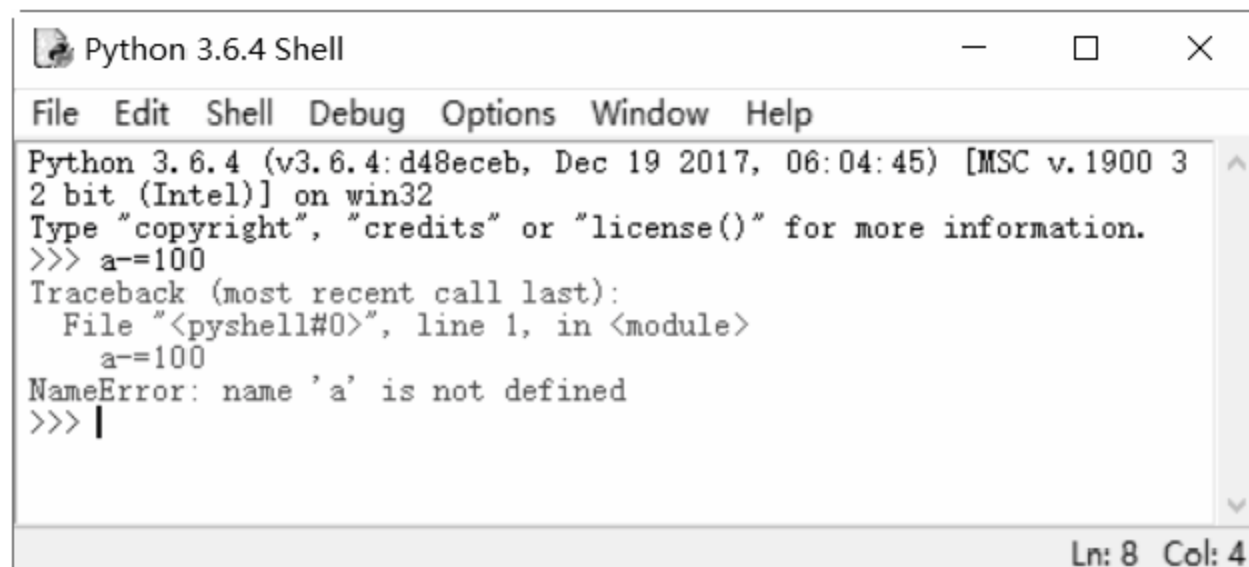 Python 3.6.4 Shell
File Edit Shell Debug Options Window Help
Python 3.6.4 (v3.6.4:d48eceb, Dec 19 2017, 06:04:45) [MSC v.1900 3
2 bit (Intel)] on win32
Type "copyright", "credits" or "license()" for more information.
>>> a-=100
Traceback (most recent call last):
  File "<pyshell#0>", line 1, in <module>
    a-=100
NameError: name 'a' is not defined
>>>
Ln: 8 Col: 4